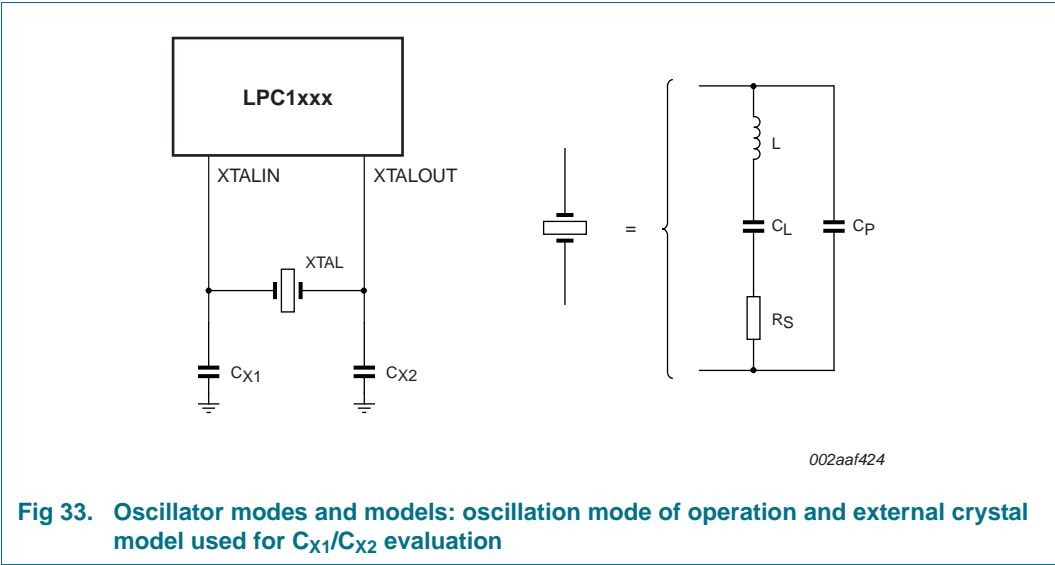 LPC1xxx
XTALIN
XTALOUT
XTAL
CX1
CX2
=
L
CL
CP
RS
002aaf424
Fig 33. Oscillator modes and models: oscillation mode of operation and external crystal
model used for CX1/CX2 evaluation